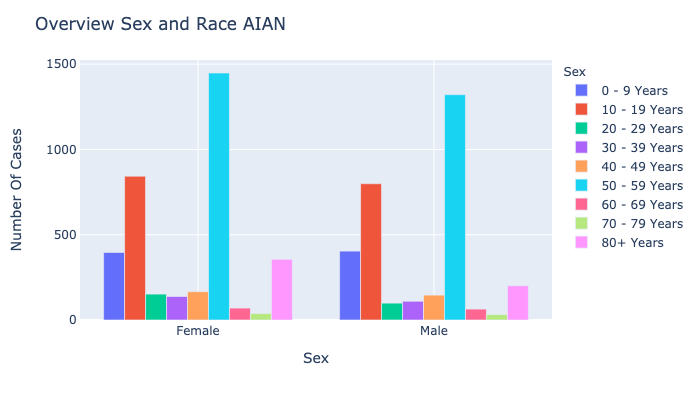 Overview Sex and Race AIAN
1500
1000
500
0
Number Of Cases
Female
Male
Sex
Sex
0 - 9 Years
10 - 19 Years
20 - 29 Years
30 - 39 Years
40 - 49 Years
50 - 59 Years
60 - 69 Years
70 - 79 Years
80+ Years